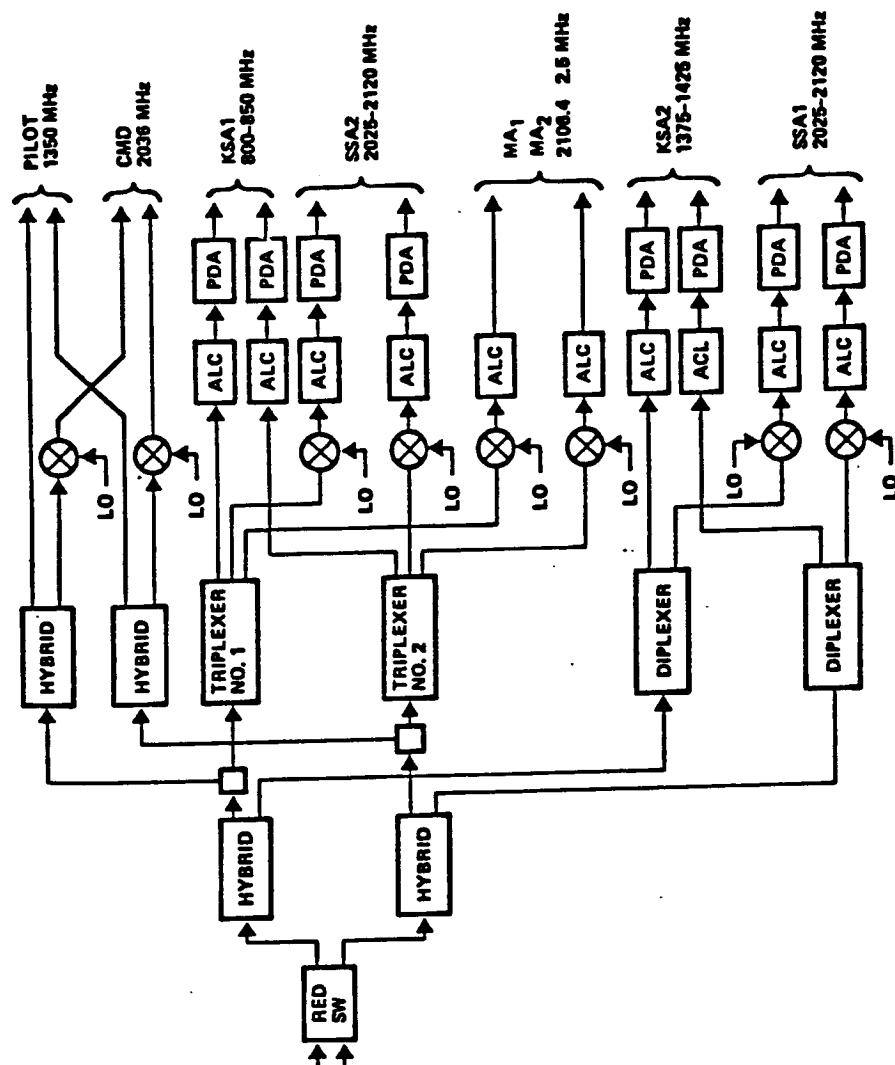 PILOT
1350 MHz
CMD
2036 MHz
KSA1
800-850 MHz
SSA2
2025-2120 MHz
MA1
MA2
2106.4 2.5 MHz
KSA2
1375-1425 MHz
SSA1
2025-2120 MHz
HYBRID
LO
HYBRID
LO
TRIPLEXER
NO. 1
ALC
PDA
ALC
PDA
ALC
PDA
LO
TRIPLEXER
NO. 2
ALC
PDA
LO
ALC
LO
ALC
LO
DIPLEXER
ALC
PDA
ACL
PDA
LO
ALC
PDA
DIPLEXER
ALC
PDA
LO
HYBRID
HYBRID
RED
SW